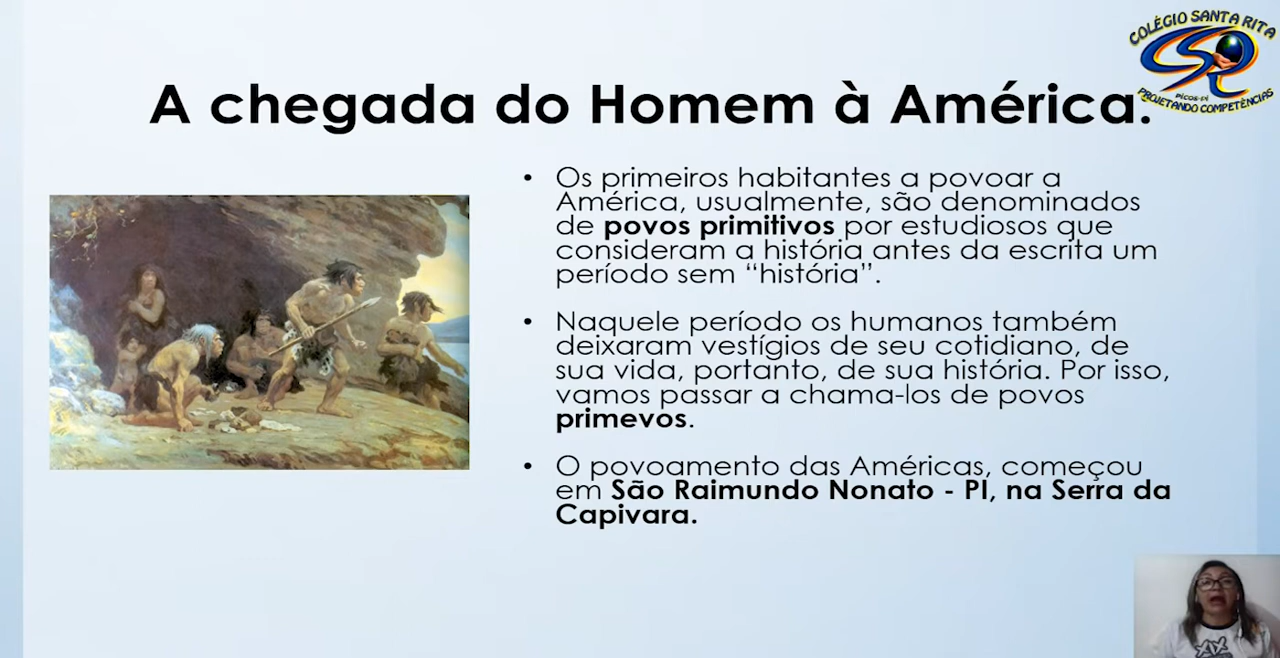 COLÉGIO SANTA RITA
PICOS-PI
PROJETANDO COMPETÊNCIAS
A chegada do Homem à América.
• Os primeiros habitantes a povoar a
América, usualmente, são denominados
de povos primitivos por estudiosos que
consideram a história antes da escrita um
período sem “história”.
• Naquele período os humanos também
deixaram vestígios de seu cotidiano, de
sua vida, portanto, de sua história. Por isso,
vamos passar a chama-los de povos
primevos.
• O povoamento das Américas, começou
em São Raimundo Nonato - PI, na Serra da
Capivara.